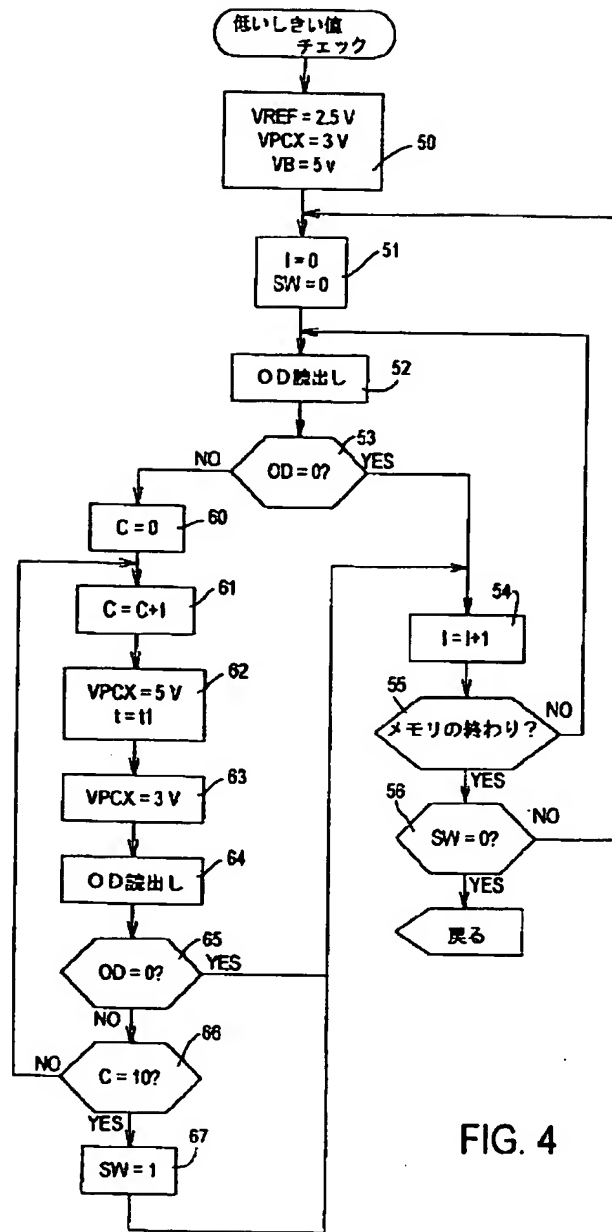 低いしきい値
チェック
VREF = 2.5 V
VPCX = 3 V
VB = 5 v
50
I = 0
SW = 0
51
OD読出し
52
53
NO
OD = 0?
YES
C = 0
60
C = C+I
61
54
I = I+1
VPCX = 5 V
t = t1
62
55
メモリの終わり？
NO
VPCX = 3 V
63
YES
56
SW = 0?
NO
OD読出し
64
YES
戻る
65
OD = 0?
YES
NO
66
NO
C = 10?
YES
67
SW = 1
FIG. 4